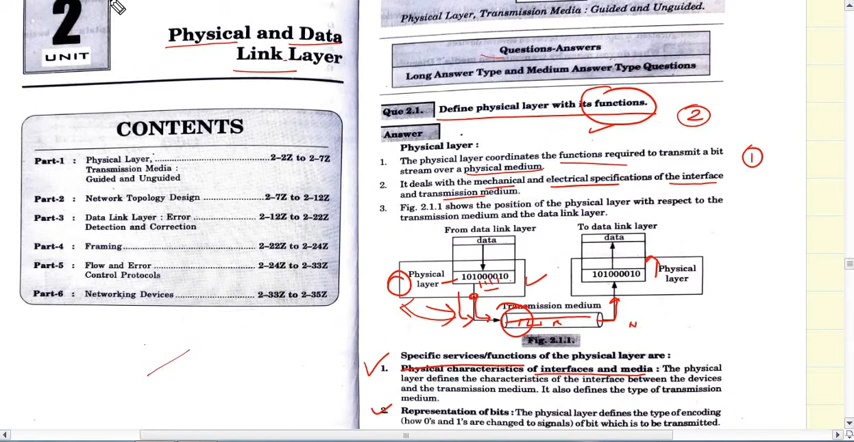 2
UNIT
Physical and Data
Link Layer
CONTENTS
Part-1 : Physical Layer, 2-2Z to 2-7Z
Transmission Media :
Guided and Unguided
Part-2 : Network Topology Design 2-7Z to 2-12Z
Part-3 : Data Link Layer : Error 2-12Z to 2-22Z
Detection and Correction
Part-4 : Framing 2-22Z to 2-24Z
Part-5 : Flow and Error 2-24Z to 2-33Z
Control Protocols
Part-6 : Networking Devices 2-33Z to 2-35Z
Physical Layer, Transmission Media : Guided and Unguided.
Questions-Answers
Long Answer Type and Medium Answer Type Questions
Que 2.1. Define physical layer with its functions.
2
Answer
Physical layer :
1. The physical layer coordinates the functions required to transmit a bit
stream over a physical medium.
1
2. It deals with the mechanical and electrical specifications of the interface
and transmission medium.
3. Fig. 2.1.1 shows the position of the physical layer with respect to the
transmission medium and the data link layer.
From data link layer To data link layer
data data
Physical
layer
101000010 101000010
Physical
layer
Transmission medium
Fig. 2.1.1.
Specific services/functions of the physical layer are :
1. Physical characteristics of interfaces and media : The physical
layer defines the characteristics of the interface between the devices
and the transmission medium. It also defines the type of transmission
medium.
2. Representation of bits : The physical layer defines the type of encoding
(how 0's and 1's are changed to signals) of bit which is to be transmitted.